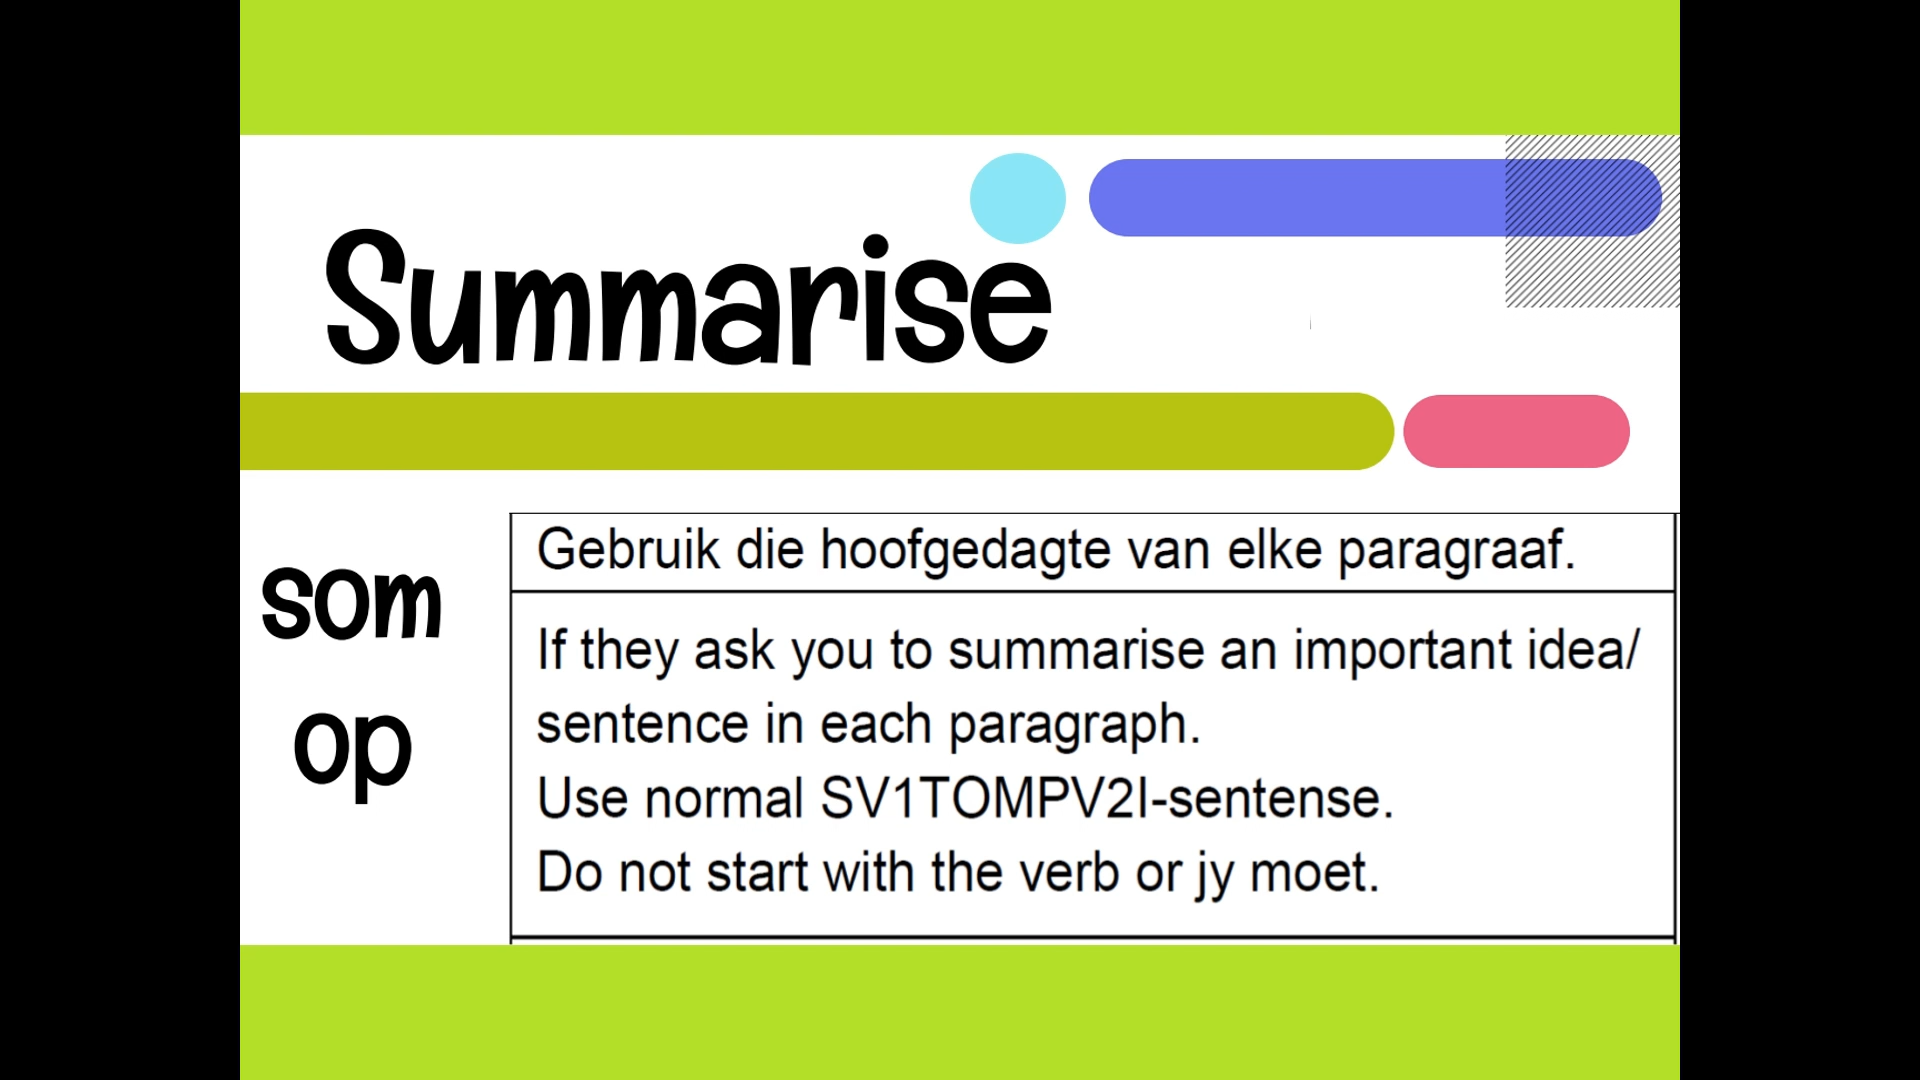 Summarise
som
op
Gebruik die hoofgedagte van elke paragraaf.
If they ask you to summarise an important idea/
sentence in each paragraph.
Use normal SV1TOMPV2I-sentense.
Do not start with the verb or jy moet.